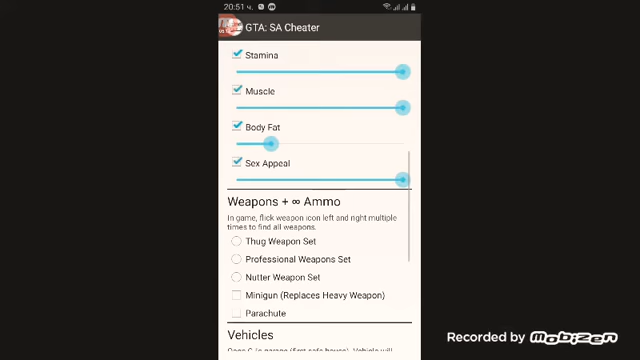 20:51 ч.
GTA: SA Cheater
Stamina
Muscle
Body Fat
Sex Appeal
Weapons + ∞ Ammo
In game, flick weapon icon left and right multiple
times to find all weapons.
Thug Weapon Set
Professional Weapons Set
Nutter Weapon Set
Minigun (Replaces Heavy Weapon)
Parachute
Vehicles
Recorded by Mobizen